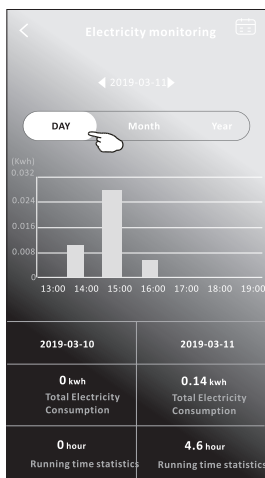 Electricity monitoring
2019-03-11
DAY Month Year
(Kwh)
0.032
0.024
0.016
0.008
0
13:00 14:00 15:00 16:00 17:00 18:00 19:00
2019-03-10 2019-03-11
0 kwh 0.14 kwh
Total Electricity Total Electricity
Consumption Consumption
0 hour 4.6 hour
Running time statistics Running time statistics